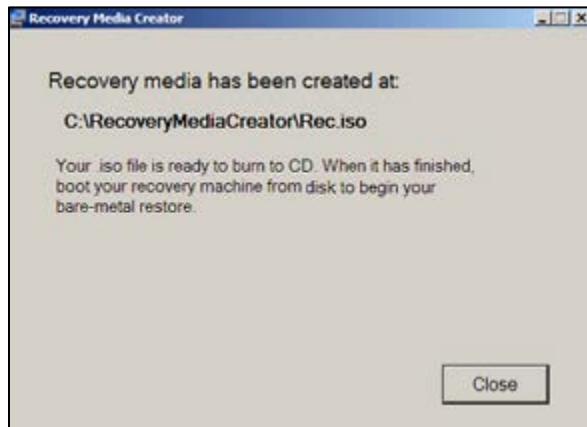 Recovery Media Creator
Recovery media has been created at:
C:\RecoveryMediaCreator\Rec.iso
Your .iso file is ready to burn to CD. When it has finished,
boot your recovery machine from disk to begin your
bare-metal restore.
Close